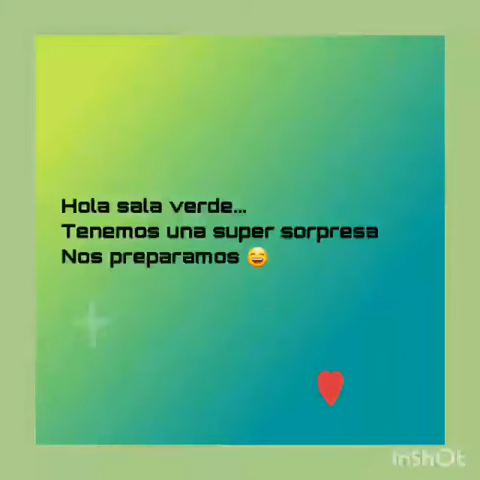 Hola sala verde...
Tenemos una super sorpresa
Nos preparamos 😄
InShOt